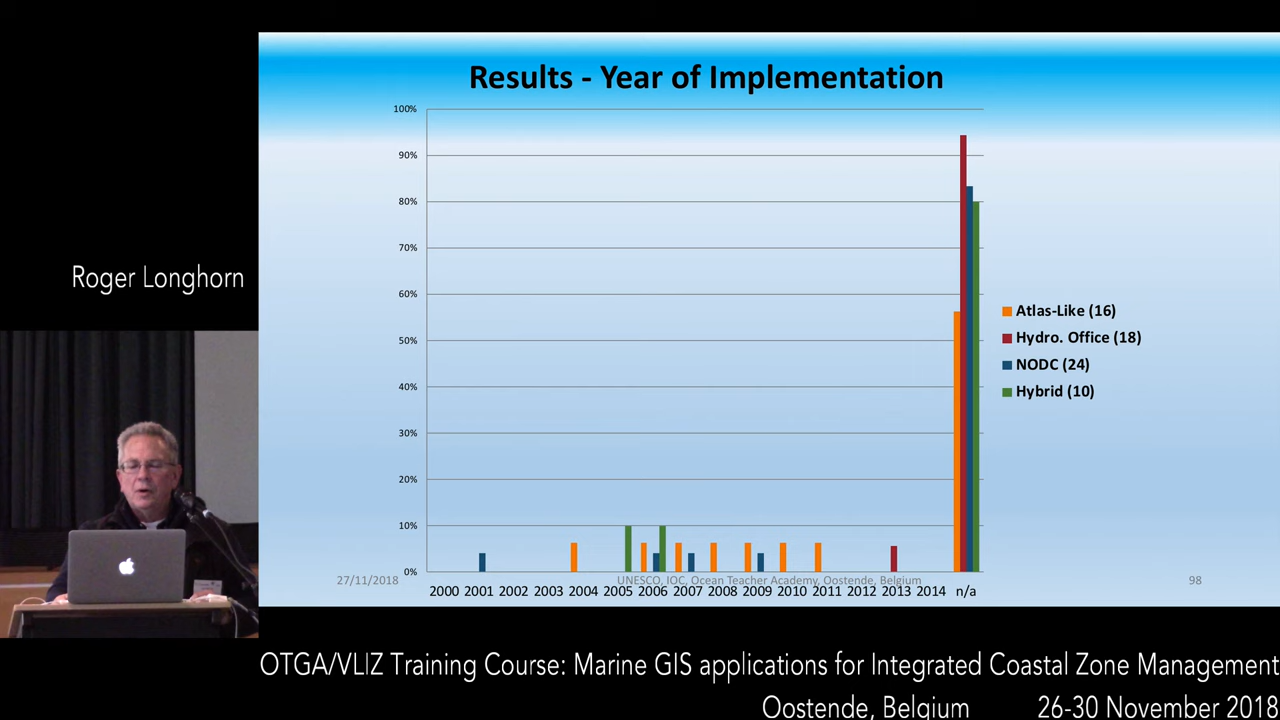 Results - Year of Implementation
100%
90%
80%
70%
60%
50%
40%
30%
20%
10%
0%
2000 2001 2002 2003 2004 2005 2006 2007 2008 2009 2010 2011 2012 2013 2014 n/a
Atlas-Like (16)
Hydro. Office (18)
NODC (24)
Hybrid (10)
27/11/2018
UNESCO, IOC, Ocean Teacher Academy, Oostende, Belgium
98
Roger Longhorn
OTGA/VLIZ Training Course: Marine GIS applications for Integrated Coastal Zone Management
Oostende, Belgium 26-30 November 2018